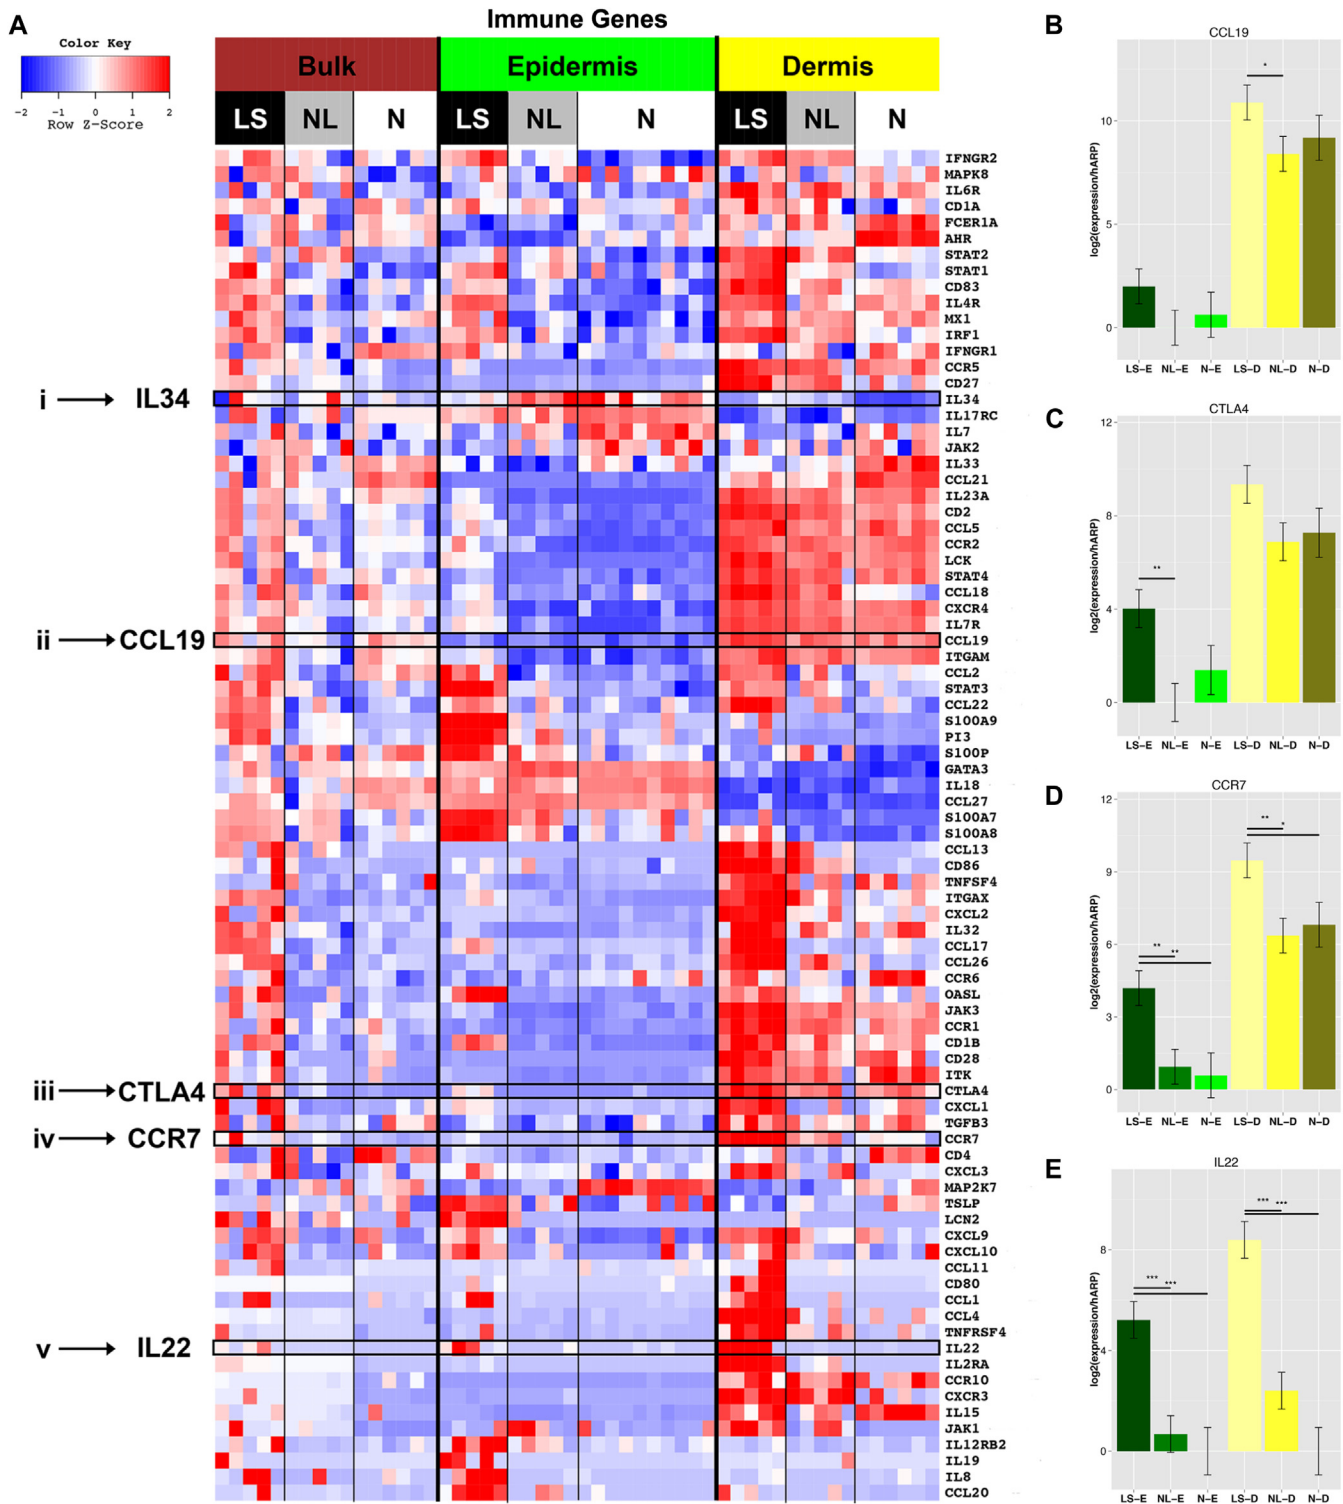 A
Immune Genes
Color Key
-2 -1 0 1 2
Row Z-Score
Bulk Epidermis Dermis
LS NL N LS NL N LS NL N
IFNGR2
MAPK8
IL6R
CD1A
FCER1A
AHR
STAT2
STAT1
CD83
IL4R
MX1
IRF1
IFNGR1
CCR5
CD27
i IL34 IL34
IL17RC
IL7
JAK2
IL33
CCL21
IL23A
CD2
CCL5
CCR2
LCK
STAT4
CCL18
CXCR4
IL7R
ii CCL19 CCL19
ITGAM
CCL2
STAT3
CCL22
S100A9
PI3
S100P
GATA3
IL18
CCL27
S100A7
S100A8
CCL13
CD86
TNFSF4
ITGAX
CXCL2
IL32
CCL17
CCL26
CCR6
OASL
JAK3
CCR1
CD1B
CD28
ITK
iii CTLA4 CTLA4
CXCL1
TGFB3
iv CCR7 CCR7
CD4
CXCL3
MAP2K7
TSLP
LCN2
CXCL9
CXCL10
CCL11
CD80
CCL1
CCL4
TNFRSF4
v IL22 IL22
IL2RA
CCR10
CXCR3
IL15
JAK1
IL12RB2
IL19
IL8
CCL20
B
CCL19
log2(expression/hARP)
10
5
0
*
LS-E NL-E N-E LS-D NL-D N-D
C
CTLA4
log2(expression/hARP)
12
8
4
0
**
LS-E NL-E N-E LS-D NL-D N-D
D
CCR7
log2(expression/hARP)
12
9
6
3
0
** ** ** *
LS-E NL-E N-E LS-D NL-D N-D
E
IL22
log2(expression/hARP)
8
4
0
*** *** *** ***
LS-E NL-E N-E LS-D NL-D N-D